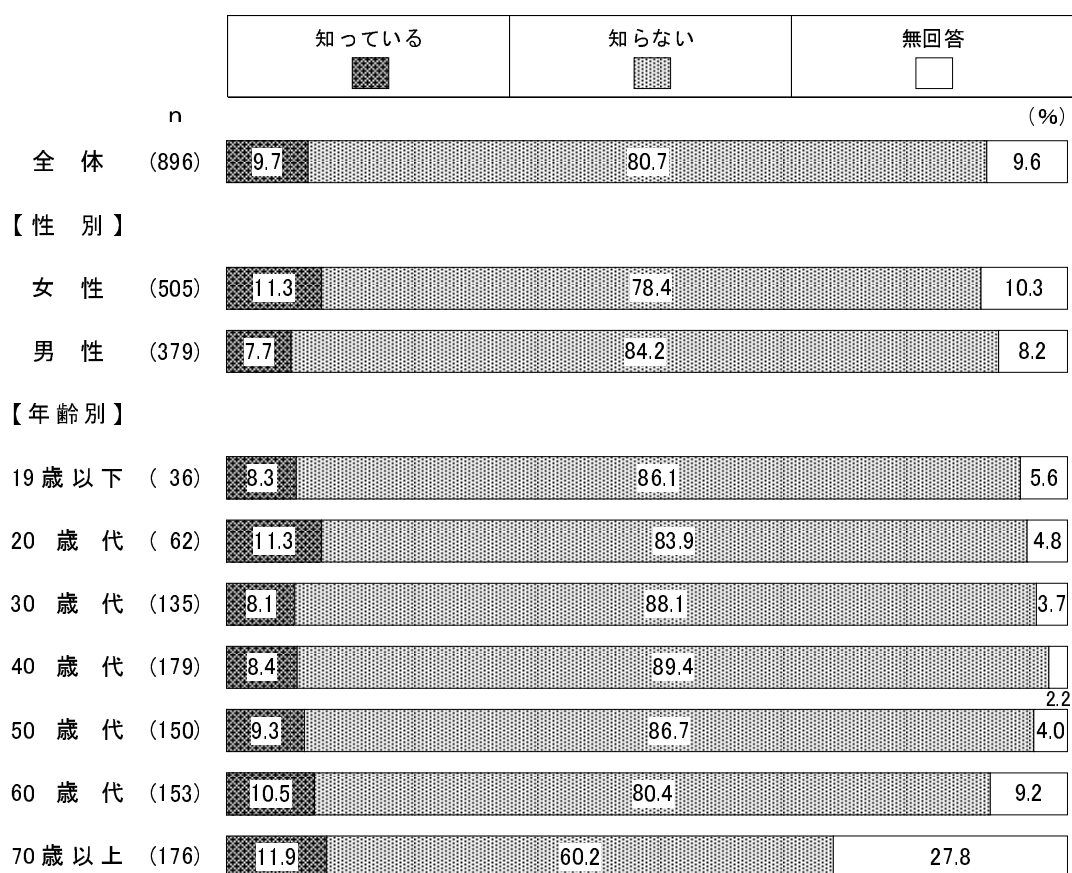 知っている 知らない 無回答
n (%)
全 体 (896) 9.7 80.7 9.6
【性 別】
女 性 (505) 11.3 78.4 10.3
男 性 (379) 7.7 84.2 8.2
【年齢別】
19歳以下 ( 36) 8.3 86.1 5.6
20 歳 代 ( 62) 11.3 83.9 4.8
30 歳 代 (135) 8.1 88.1 3.7
40 歳 代 (179) 8.4 89.4
2.2
50 歳 代 (150) 9.3 86.7 4.0
60 歳 代 (153) 10.5 80.4 9.2
70歳以上 (176) 11.9 60.2 27.8